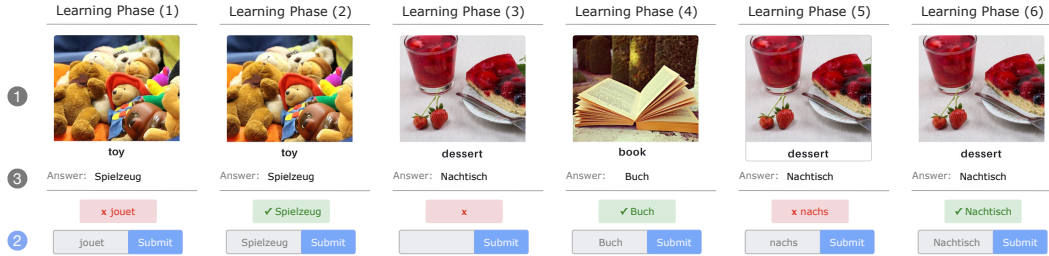 Learning Phase (1) Learning Phase (2) Learning Phase (3) Learning Phase (4) Learning Phase (5) Learning Phase (6)
1
toy toy dessert book dessert dessert
3 Answer: Spielzeug Answer: Spielzeug Answer: Nachtisch Answer: Buch Answer: Nachtisch Answer: Nachtisch
x jouet ✓ Spielzeug x ✓ Buch x nachs ✓ Nachtisch
2 jouet Submit Spielzeug Submit Submit Buch Submit nachs Submit Nachtisch Submit